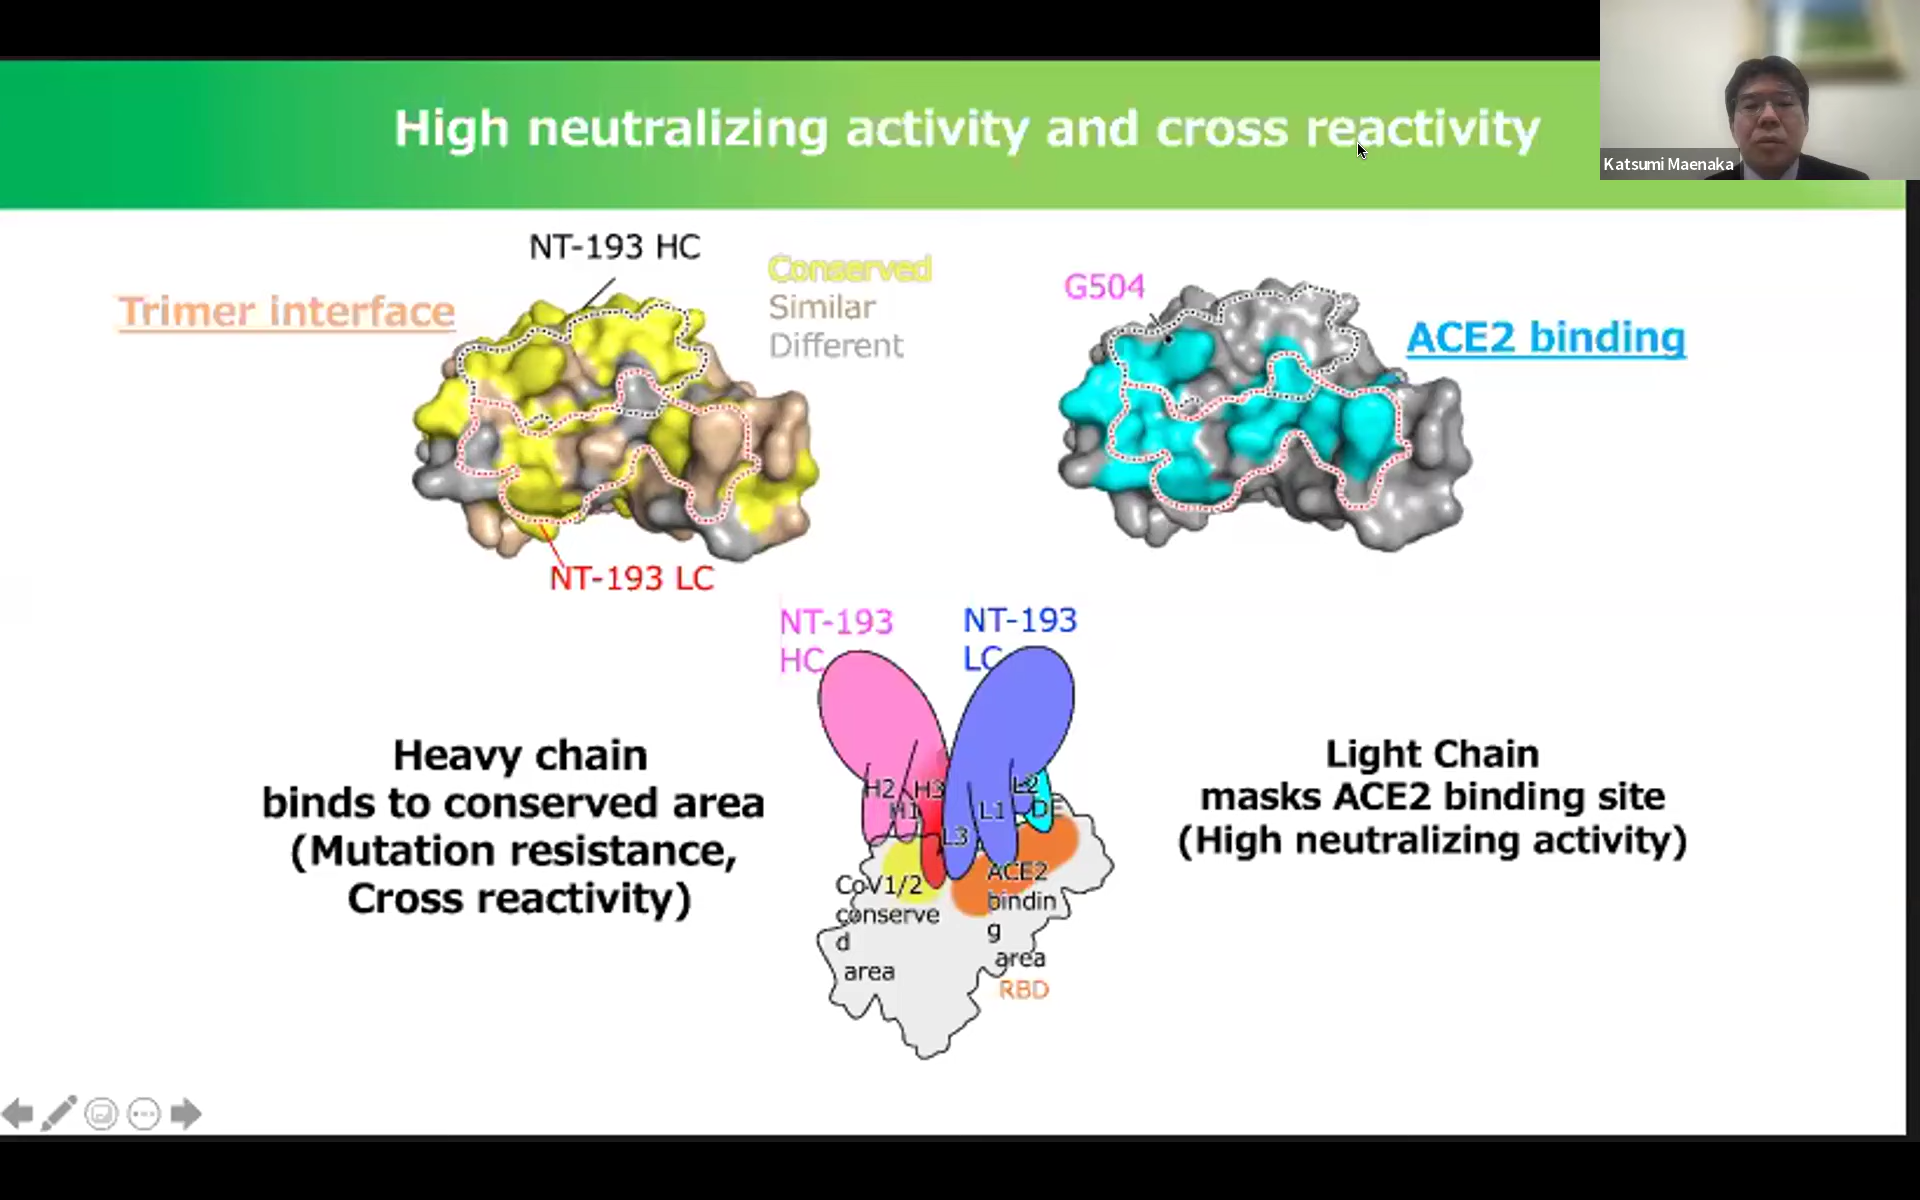 High neutralizing activity and cross reactivity
Katsumi Maenaka
NT-193 HC
Trimer interface
Conserved
Similar
Different
NT-193 LC
G504
ACE2 binding
NT-193
HC
NT-193
LC
Heavy chain
binds to conserved area
(Mutation resistance,
Cross reactivity)
H2
H1
H3
L3
L1
L2
DE
CoV1/2
conserve
d
area
ACE2
bindin
g
area
RBD
Light Chain
masks ACE2 binding site
(High neutralizing activity)